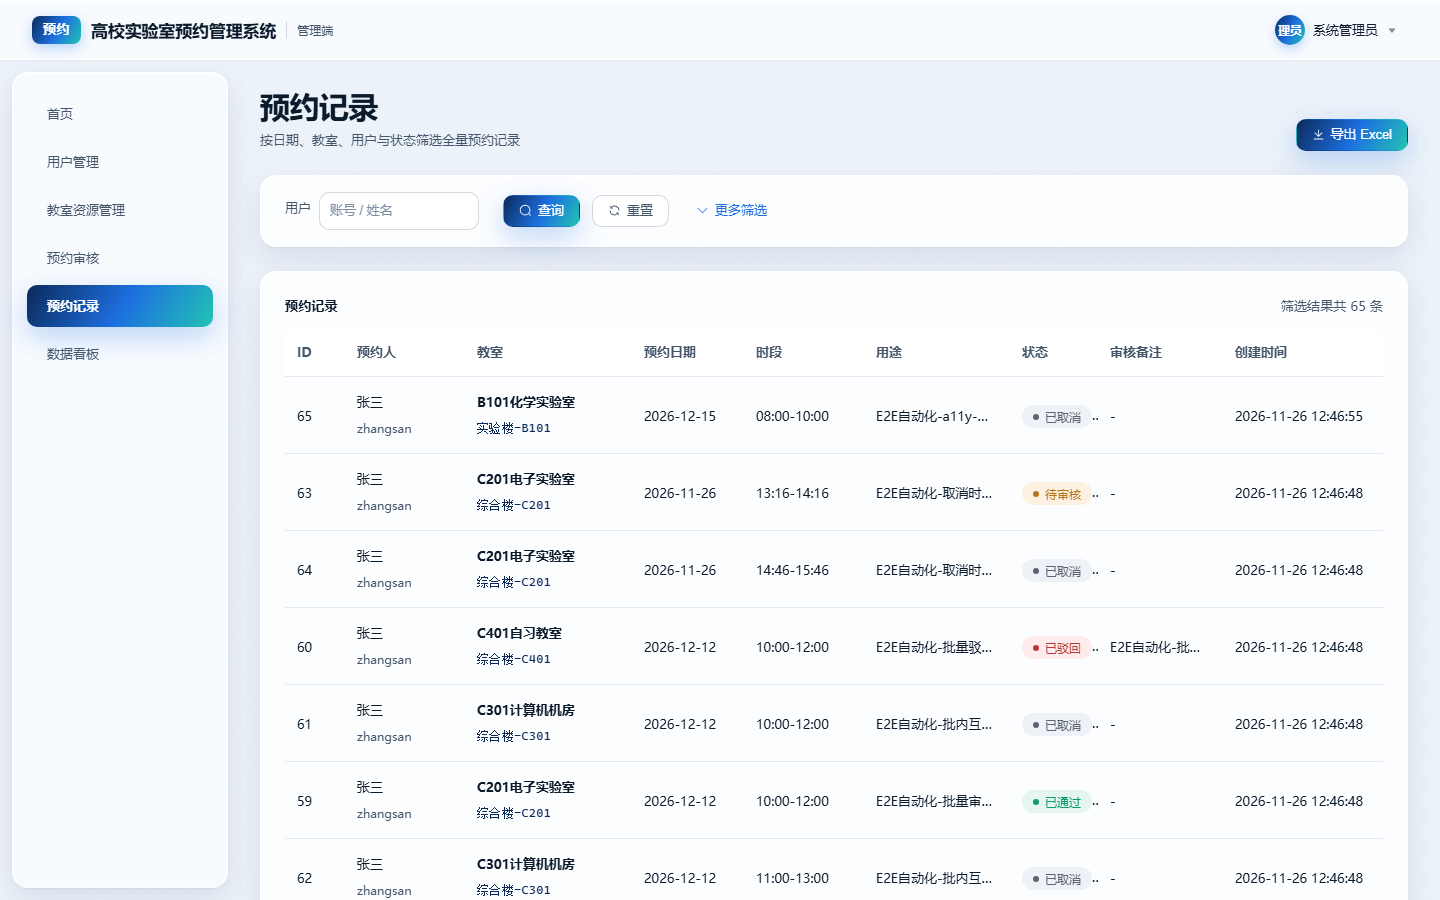 预约 高校实验室预约管理系统 管理端
理员 系统管理员
首页
用户管理
教室资源管理
预约审核
预约记录
数据看板
预约记录
按日期、教室、用户与状态筛选全量预约记录
导出 Excel
用户 账号 / 姓名 查询 重置 更多筛选
预约记录 筛选结果共 65 条
ID 预约人 教室 预约日期 时段 用途 状态 审核备注 创建时间
65 张三 zhangsan B101化学实验室 实验楼-B101 2026-12-15 08:00-10:00 E2E自动化-a11y-... 已取消 .. - 2026-11-26 12:46:55
63 张三 zhangsan C201电子实验室 综合楼-C201 2026-11-26 13:16-14:16 E2E自动化-取消时... 待审核 .. - 2026-11-26 12:46:48
64 张三 zhangsan C201电子实验室 综合楼-C201 2026-11-26 14:46-15:46 E2E自动化-取消时... 已取消 .. - 2026-11-26 12:46:48
60 张三 zhangsan C401自习教室 综合楼-C401 2026-12-12 10:00-12:00 E2E自动化-批量驳... 已驳回 .. E2E自动化-批... 2026-11-26 12:46:48
61 张三 zhangsan C301计算机机房 综合楼-C301 2026-12-12 10:00-12:00 E2E自动化-批内互... 已取消 .. - 2026-11-26 12:46:48
59 张三 zhangsan C201电子实验室 综合楼-C201 2026-12-12 10:00-12:00 E2E自动化-批量审... 已通过 .. - 2026-11-26 12:46:48
62 张三 zhangsan C301计算机机房 综合楼-C301 2026-12-12 11:00-13:00 E2E自动化-批内互... 已取消 .. - 2026-11-26 12:46:48